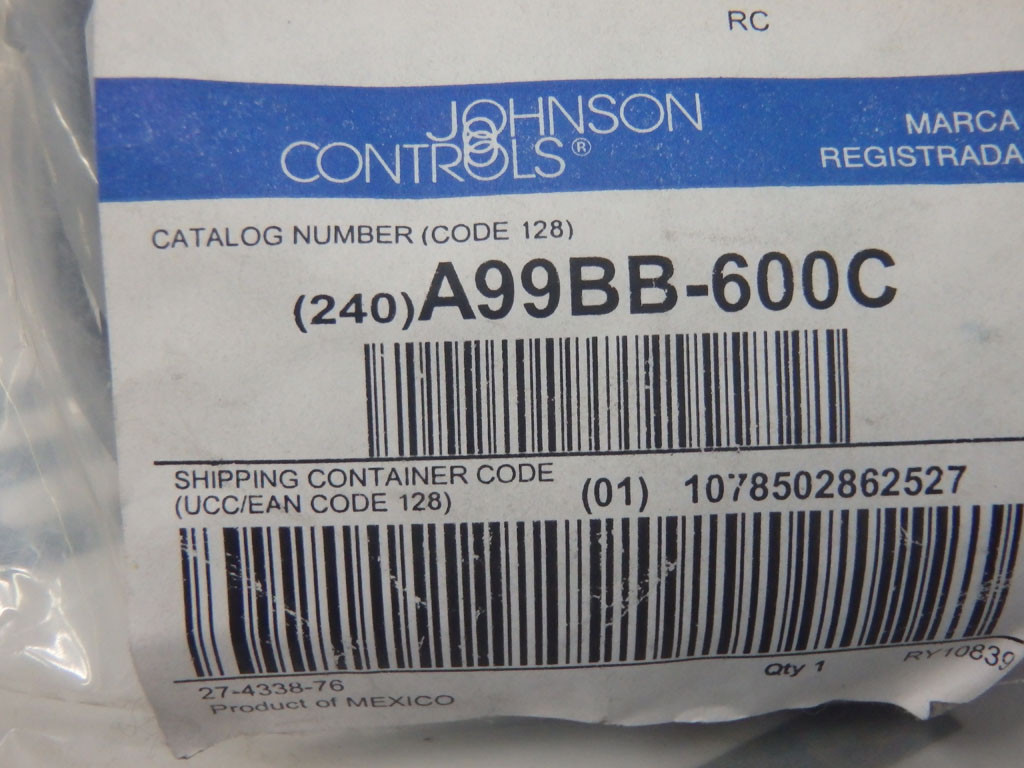 RC
JOHNSON
CONTROLS®
MARCA
REGISTRADA
CATALOG NUMBER (CODE 128)
(240)A99BB-600C
SHIPPING CONTAINER CODE
(UCC/EAN CODE 128)
(01) 1078502862527
Qty 1
RY10839
27-4338-76
Product of MEXICO